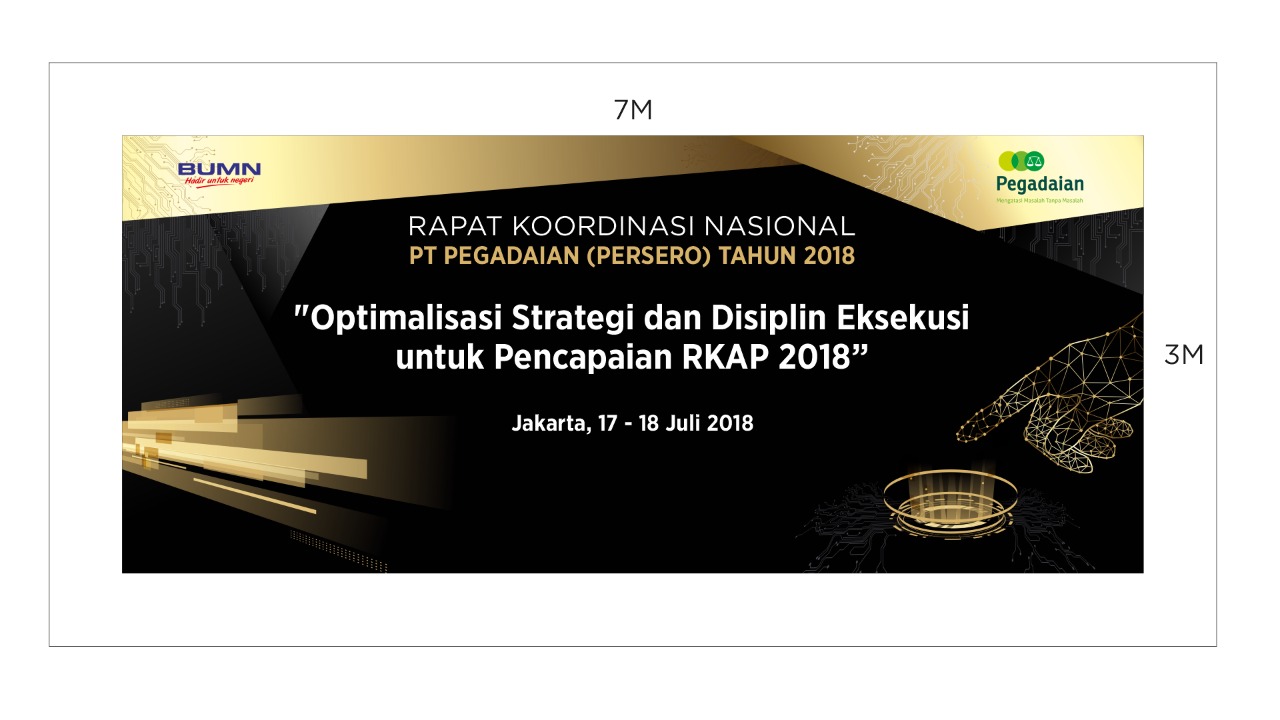 7M
BUMN
Hadir untuk negeri
Pegadaian
Mengatasi Masalah Tanpa Masalah
RAPAT KOORDINASI NASIONAL
PT PEGADAIAN (PERSERO) TAHUN 2018
"Optimalisasi Strategi dan Disiplin Eksekusi
untuk Pencapaian RKAP 2018”
3M
Jakarta, 17 - 18 Juli 2018